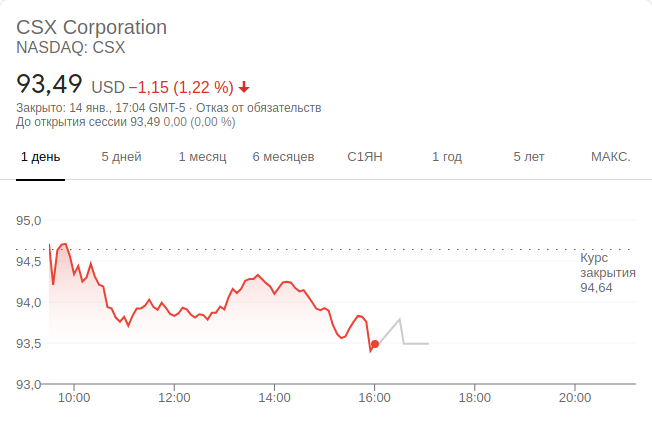 CSX Corporation
NASDAQ: CSX
93,49 USD −1,15 (1,22 %)
Закрыто: 14 янв., 17:04 GMT-5 · Отказ от обязательств
До открытия сессии 93,49 0,00 (0,00 %)
1 день 5 дней 1 месяц 6 месяцев С1ЯН 1 год 5 лет МАКС.
95,0
94,5
94,0
93,5
93,0
Курс
закрытия
94,64
10:00 12:00 14:00 16:00 18:00 20:00